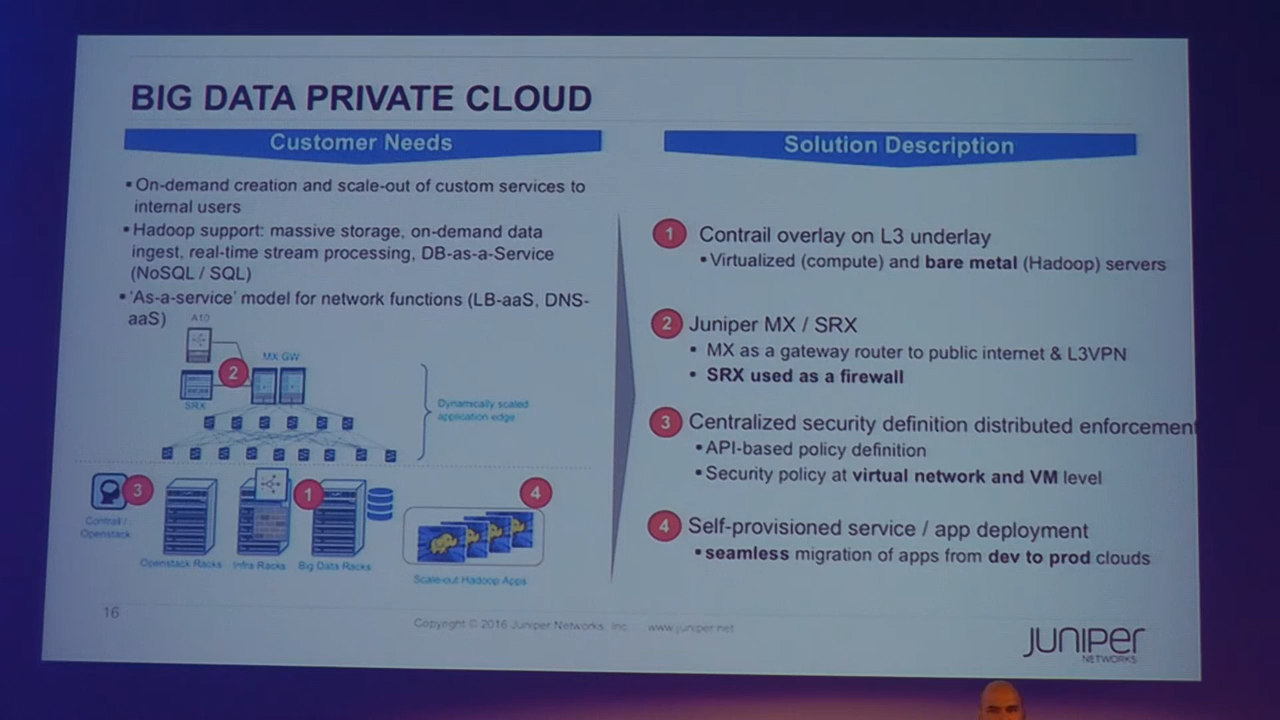 BIG DATA PRIVATE CLOUD
Customer Needs
▪On-demand creation and scale-out of custom services to
internal users
▪Hadoop support: massive storage, on-demand data
ingest, real-time stream processing, DB-as-a-Service
(NoSQL / SQL)
▪'As-a-service' model for network functions (LB-aaS, DNS-
aaS)
A10
2
MX GW
SRX
Dynamically scaled
application edge
3
1
4
Contrail /
Openstack
Openstack Racks
Infra Racks
Big Data Racks
Scale-out Hadoop Apps
Solution Description
1 Contrail overlay on L3 underlay
▪Virtualized (compute) and bare metal (Hadoop) servers
2 Juniper MX / SRX
▪ MX as a gateway router to public internet & L3VPN
▪ SRX used as a firewall
3 Centralized security definition distributed enforcement
▪API-based policy definition
▪Security policy at virtual network and VM level
4 Self-provisioned service / app deployment
▪seamless migration of apps from dev to prod clouds
16
Copyright © 2016 Juniper Networks, Inc. www.juniper.net
JUNIPER
NETWORKS